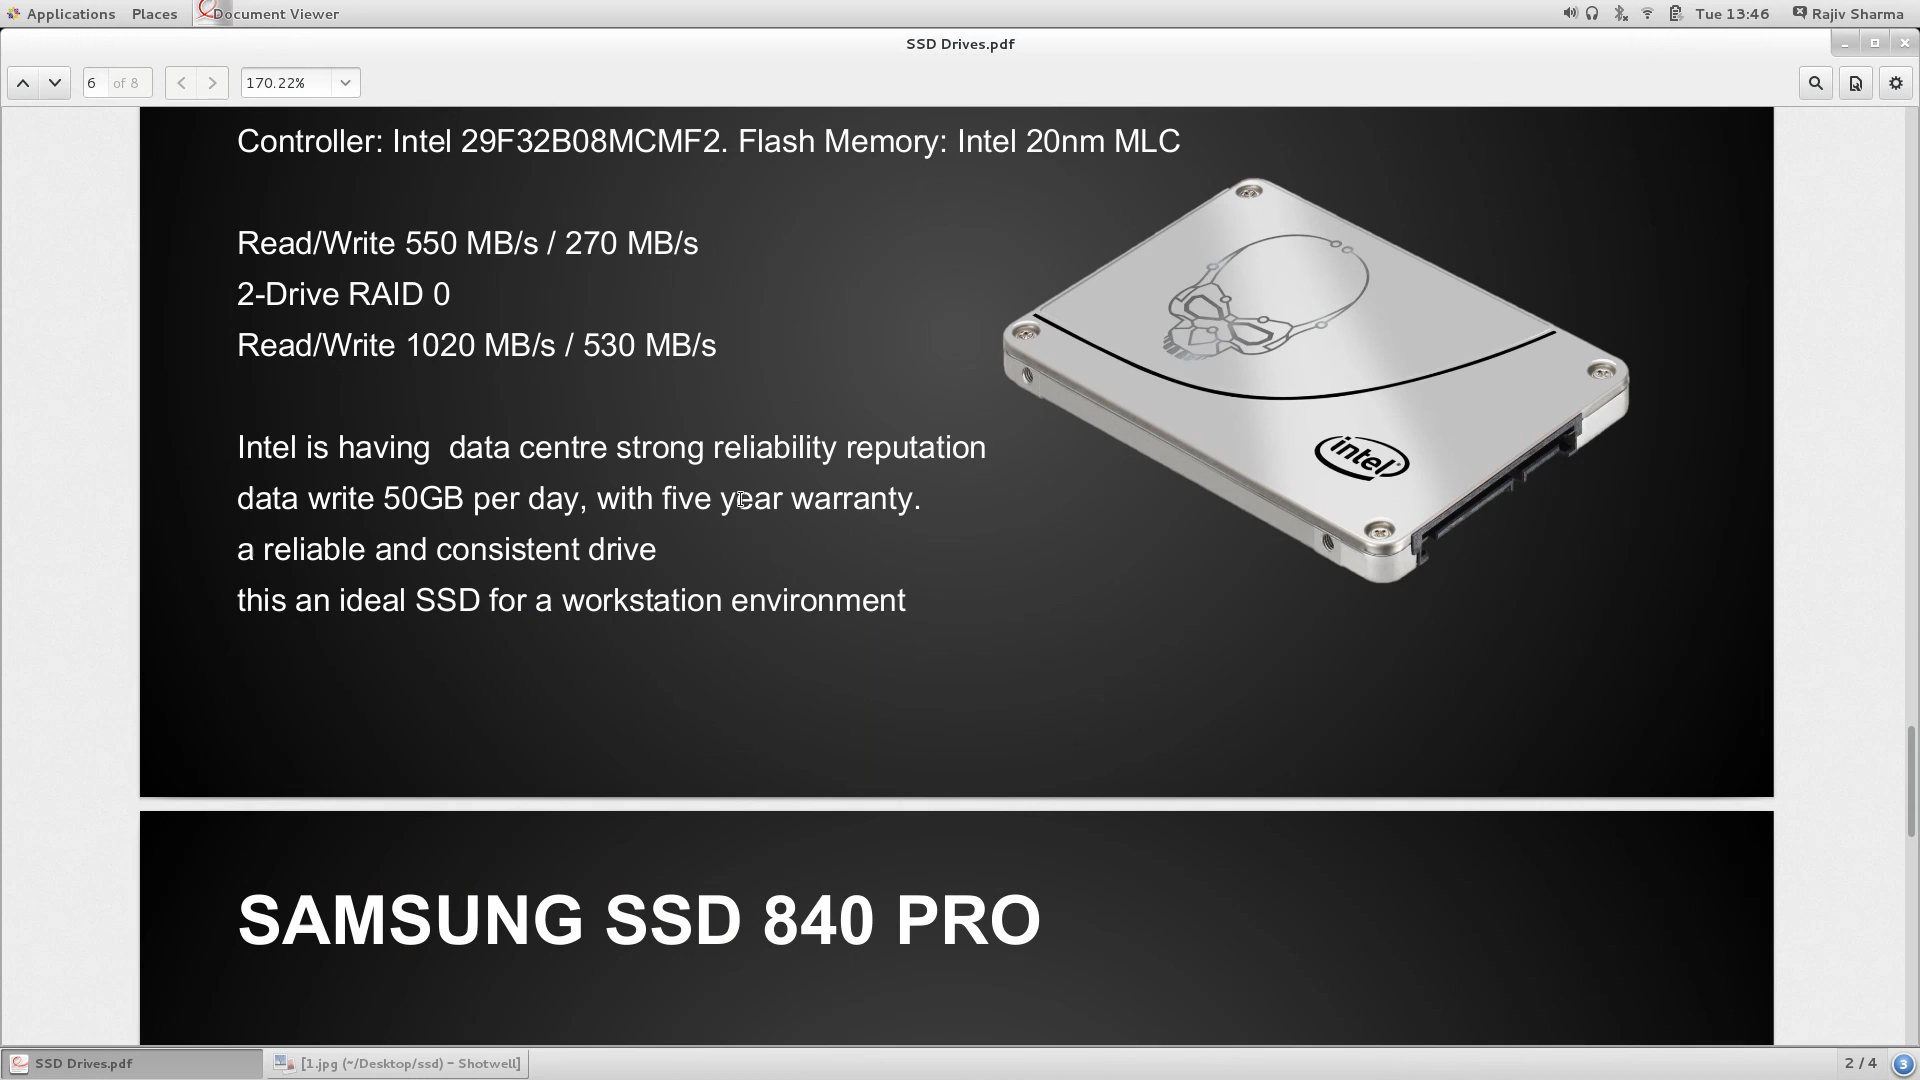 Applications Places Document Viewer Tue 13:46 Rajiv Sharma
SSD Drives.pdf
6 of 8 170.22%
Controller: Intel 29F32B08MCMF2. Flash Memory: Intel 20nm MLC
Read/Write 550 MB/s / 270 MB/s
2-Drive RAID 0
Read/Write 1020 MB/s / 530 MB/s
Intel is having  data centre strong reliability reputation
data write 50GB per day, with five year warranty.
a reliable and consistent drive
this an ideal SSD for a workstation environment
intel
SAMSUNG SSD 840 PRO
SSD Drives.pdf [1.jpg (~/Desktop/ssd) - Shotwell] 2 / 4 3